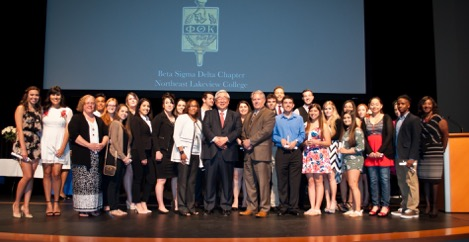 ΦΘΚ
Beta Sigma Delta Chapter
Northeast Lakeview College